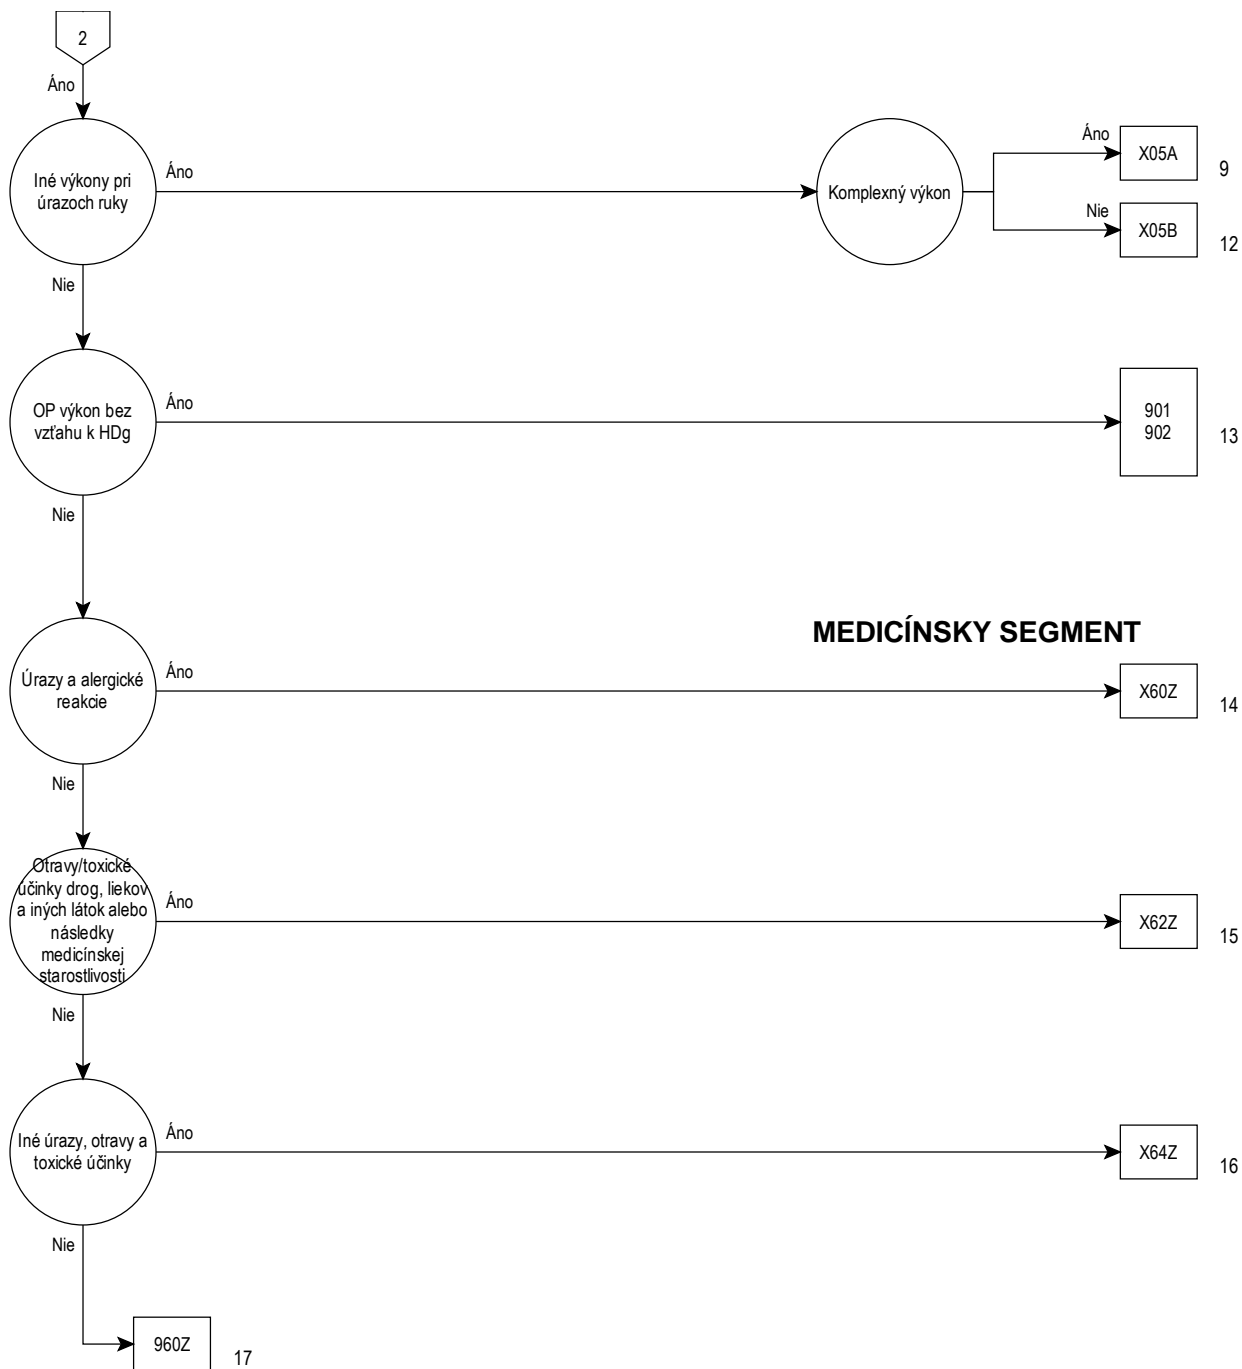 2
Áno
Iné výkony pri
úrazoch ruky
Áno
Komplexný výkon
Áno
X05A
9
Nie
X05B
12
Nie
OP výkon bez
vzťahu k HDg
Áno
901
902
13
Nie
MEDICÍNSKY SEGMENT
Úrazy a alergické
reakcie
Áno
X60Z
14
Nie
Otravy/toxické
účinky drog, liekov
a iných látok alebo
následky
medicínskej
starostlivosti
Áno
X62Z
15
Nie
Iné úrazy, otravy a
toxické účinky
Áno
X64Z
16
Nie
960Z
17